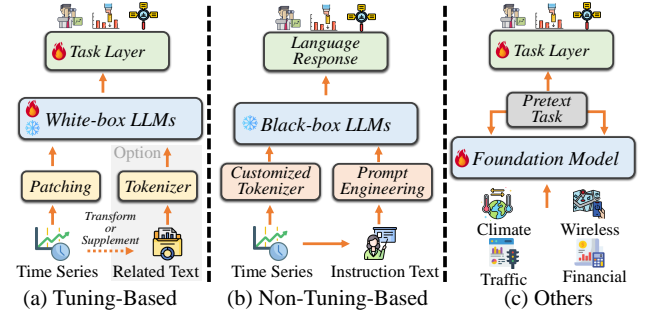 Task Layer
White-box LLMs
Option
Patching
Tokenizer
Transform
or
Supplement
Time Series
Related Text
(a) Tuning-Based
Language
Response
Black-box LLMs
Customized
Tokenizer
Prompt
Engineering
Time Series
Instruction Text
(b) Non-Tuning-Based
Task Layer
Pretext
Task
Foundation Model
Climate
Wireless
Traffic
Financial
(c) Others